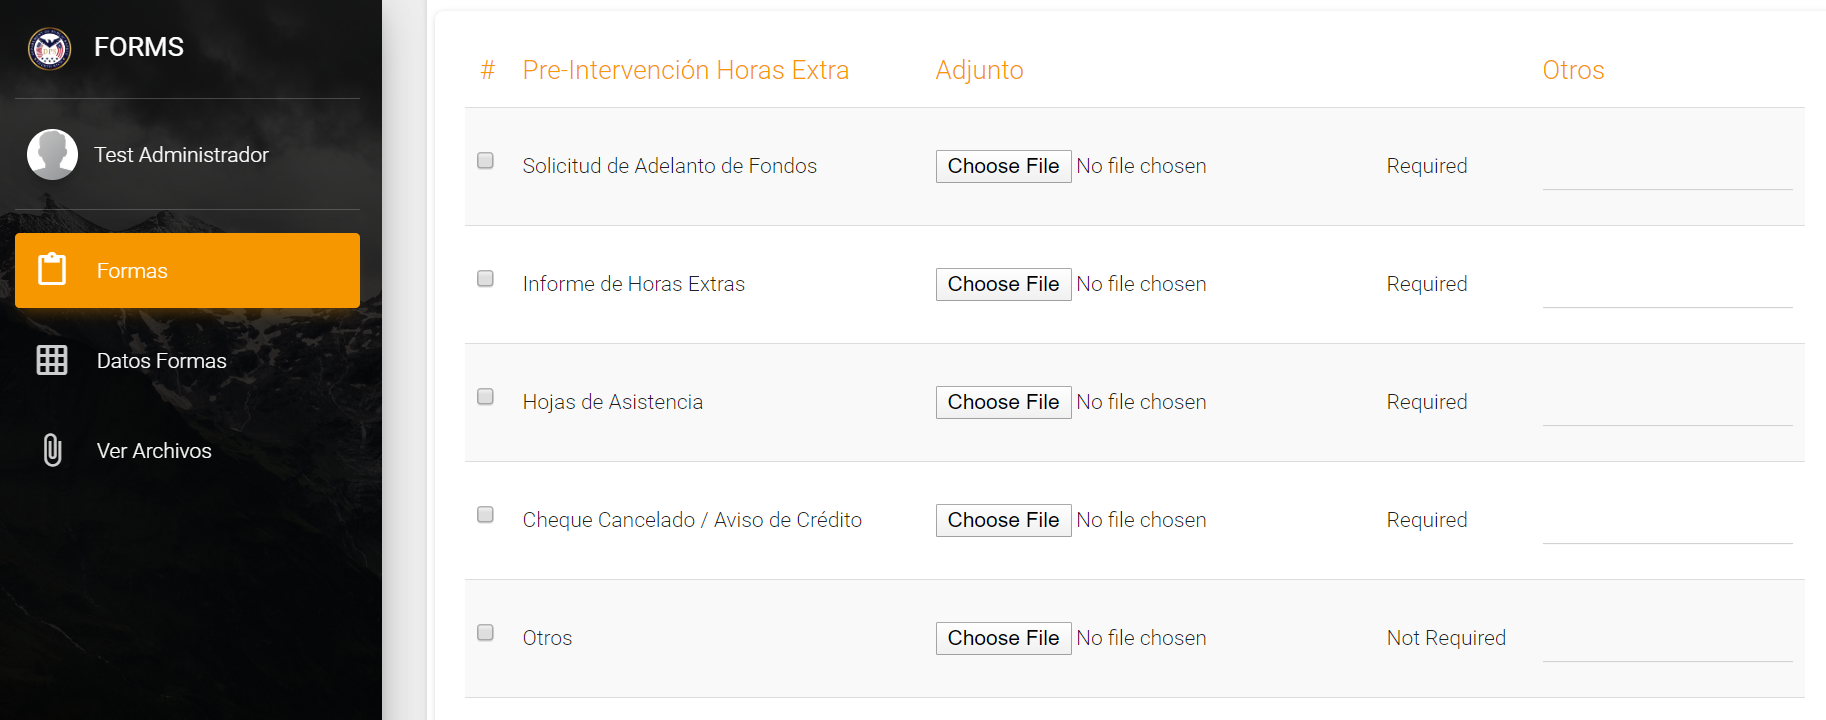 FORMS
Test Administrador
Formas
Datos Formas
Ver Archivos
# Pre-Intervención Horas Extra Adjunto Otros
Solicitud de Adelanto de Fondos Choose File No file chosen Required
Informe de Horas Extras Choose File No file chosen Required
Hojas de Asistencia Choose File No file chosen Required
Cheque Cancelado / Aviso de Crédito Choose File No file chosen Required
Otros Choose File No file chosen Not Required